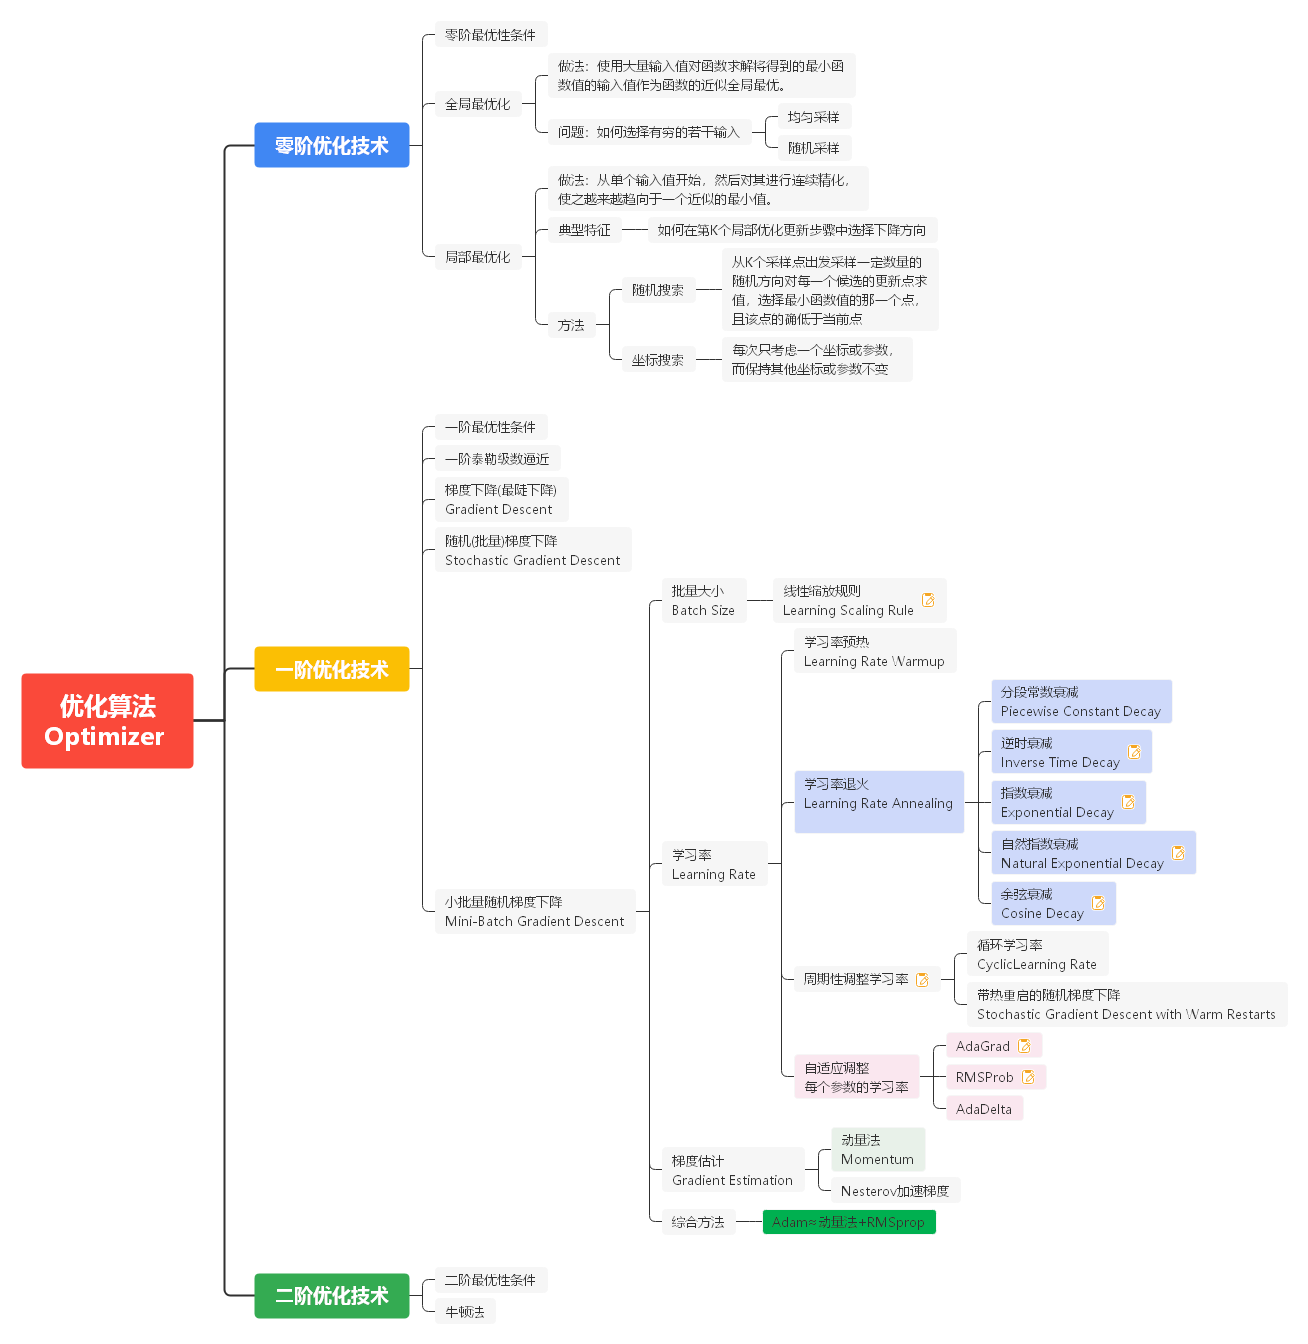 优化算法
Optimizer
零阶优化技术
零阶最优性条件
全局最优化
做法：使用大量输入值对函数求解将得到的最小函
数值的输入值作为函数的近似全局最优。
问题：如何选择有穷的若干输入
均匀采样
随机采样
局部最优化
做法：从单个输入值开始，然后对其进行连续精化，
使之越来越趋向于一个近似的最小值。
典型特征
如何在第K个局部优化更新步骤中选择下降方向
方法
随机搜索
从K个采样点出发采样一定数量的
随机方向对每一个候选的更新点求
值，选择最小函数值的那一个点，
且该点的确低于当前点
坐标搜索
每次只考虑一个坐标或参数，
而保持其他坐标或参数不变
一阶优化技术
一阶最优性条件
一阶泰勒级数逼近
梯度下降(最陡下降)
Gradient Descent
随机(批量)梯度下降
Stochastic Gradient Descent
小批量随机梯度下降
Mini-Batch Gradient Descent
批量大小
Batch Size
线性缩放规则
Learning Scaling Rule
学习率
Learning Rate
学习率预热
Learning Rate Warmup
学习率退火
Learning Rate Annealing
分段常数衰减
Piecewise Constant Decay
逆时衰减
Inverse Time Decay
指数衰减
Exponential Decay
自然指数衰减
Natural Exponential Decay
余弦衰减
Cosine Decay
周期性调整学习率
循环学习率
CyclicLearning Rate
带热重启的随机梯度下降
Stochastic Gradient Descent with Warm Restarts
自适应调整
每个参数的学习率
AdaGrad
RMSProb
AdaDelta
梯度估计
Gradient Estimation
动量法
Momentum
Nesterov加速梯度
综合方法
Adam≈动量法+RMSprop
二阶优化技术
二阶最优性条件
牛顿法